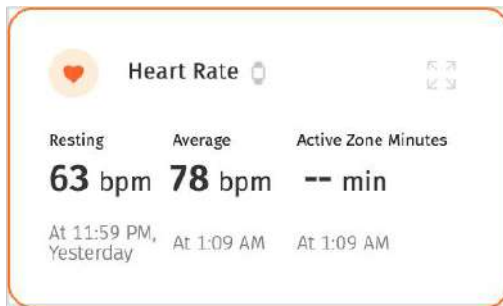 Heart Rate
Resting
Average
Active Zone Minutes
63 bpm
78 bpm
-- min
At 11:59 PM,
Yesterday
At 1:09 AM
At 1:09 AM